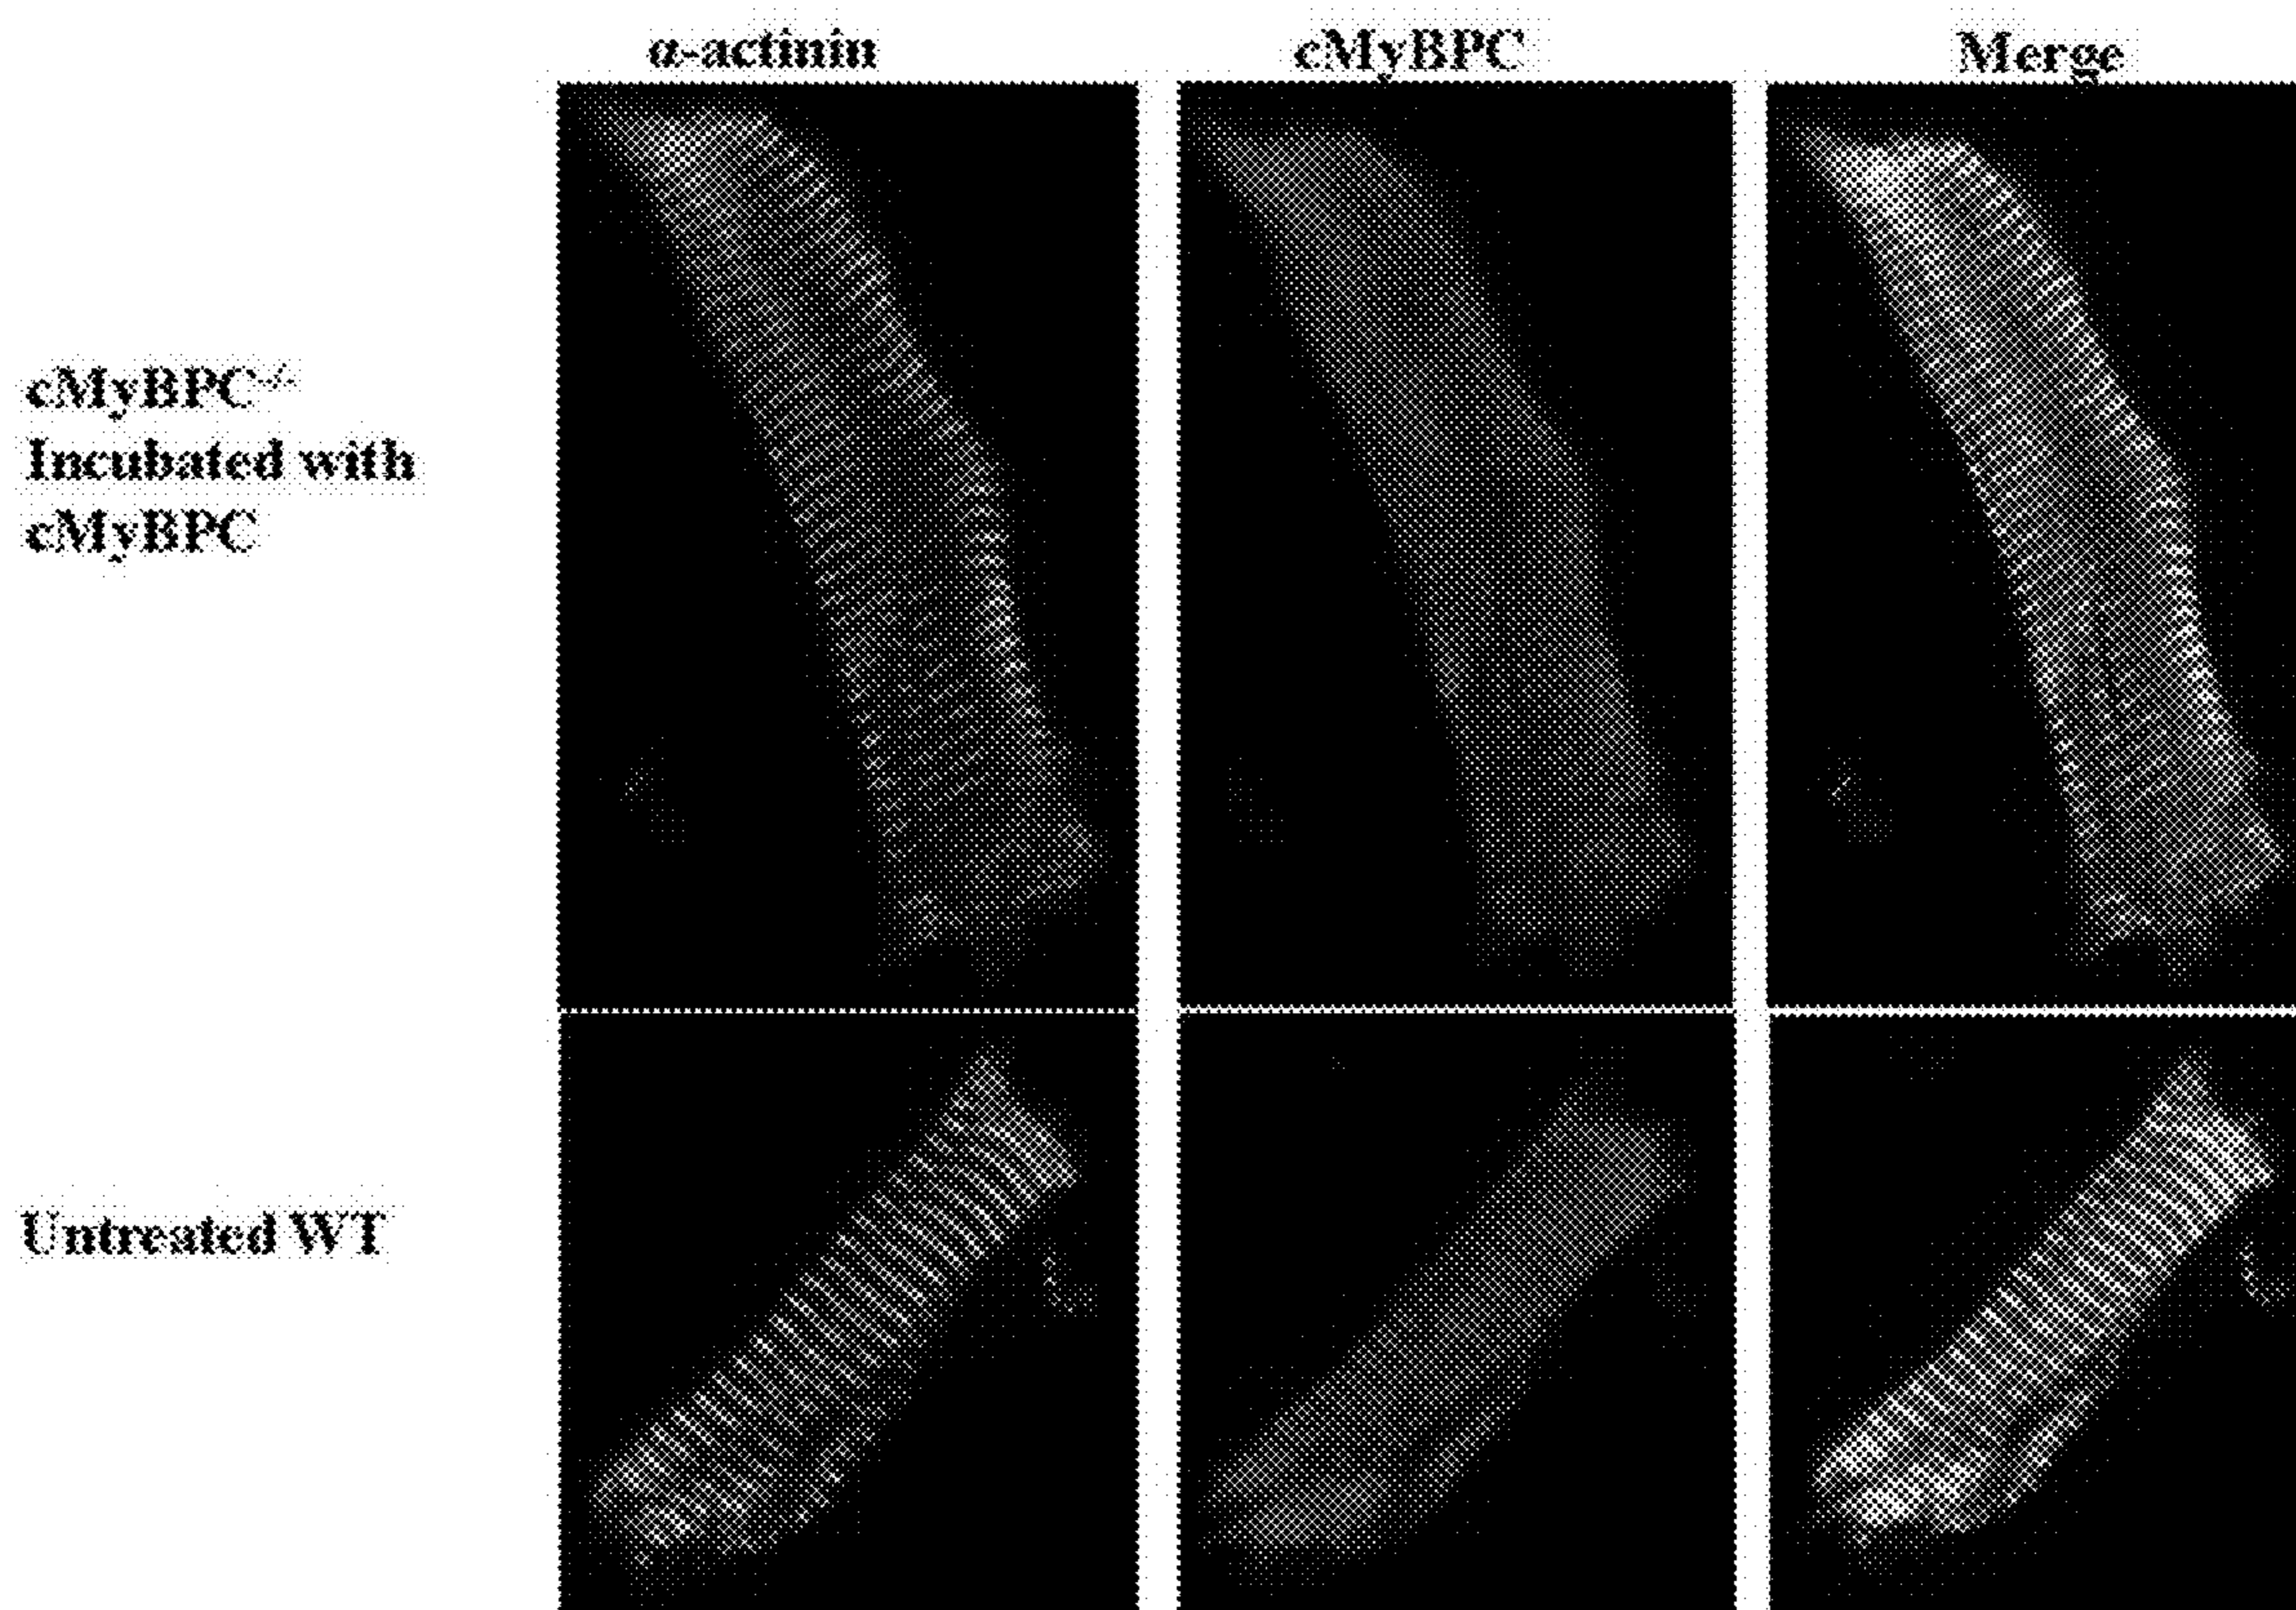 α-actinin
cMyBPC
Merge
cMyBPC-/-
Incubated with
cMyBPC
Untreated WT